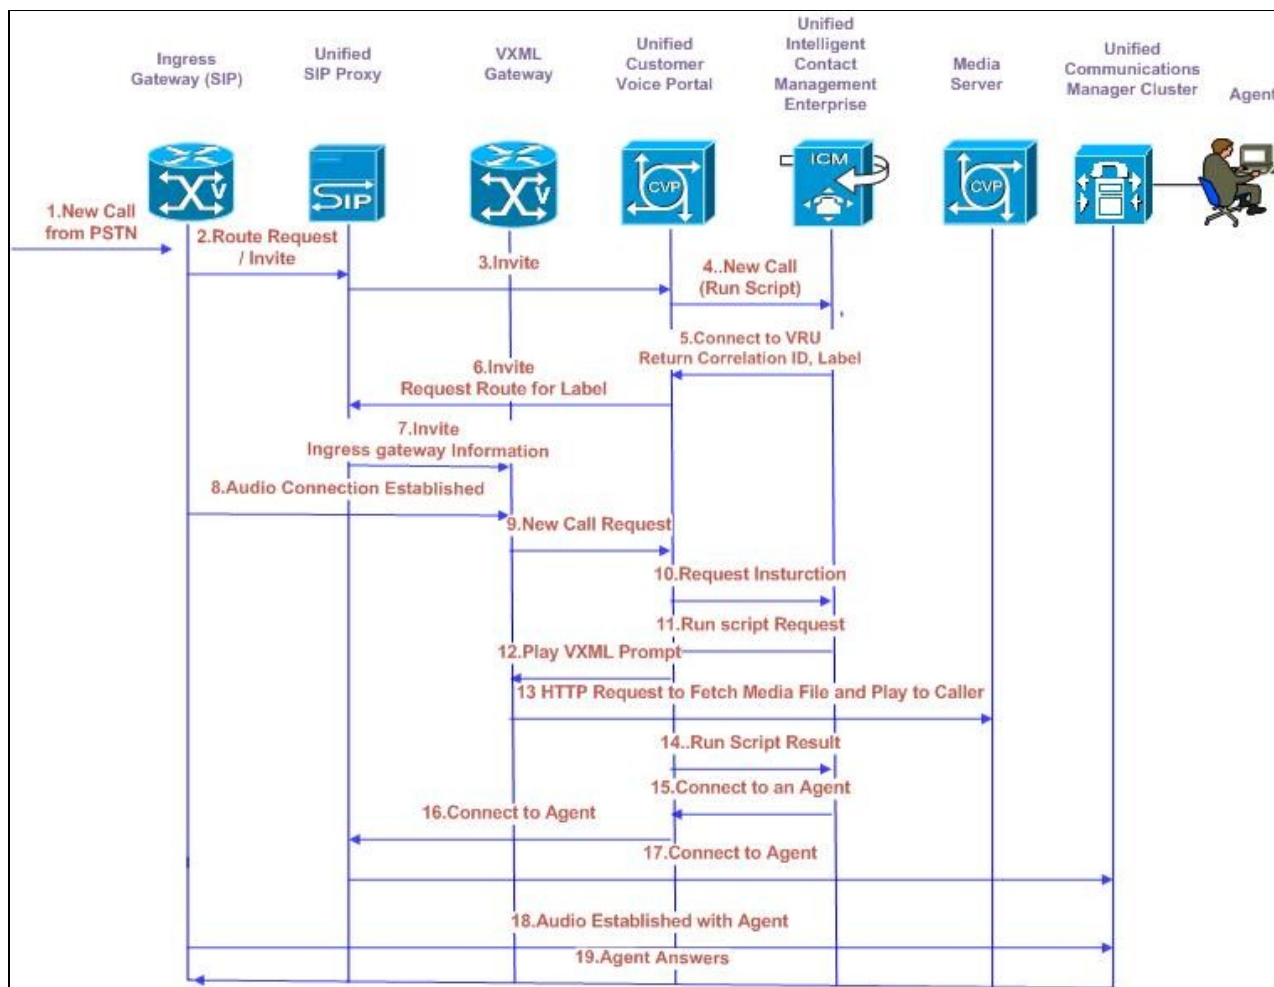 Ingress
Gateway (SIP)
Unified
SIP Proxy
VXML
Gateway
Unified
Customer
Voice Portal
Unified
Intelligent
Contact
Management
Enterprise
Media
Server
Unified
Communications
Manager Cluster
Agent
V
SIP
V
CVP
ICM
CVP
1.New Call
from PSTN
2.Route Request
/ Invite
3.Invite
4..New Call
(Run Script)
5.Connect to VRU
Return Correlation ID, Label
6.Invite
Request Route for Label
7.Invite
Ingress gateway Information
8.Audio Connection Established
9.New Call Request
10.Request Insturction
11.Run script Request
12.Play VXML Prompt
13 HTTP Request to Fetch Media File and Play to Caller
14..Run Script Result
15.Connect to an Agent
16.Connect to Agent
17.Connect to Agent
18.Audio Established with Agent
19.Agent Answers